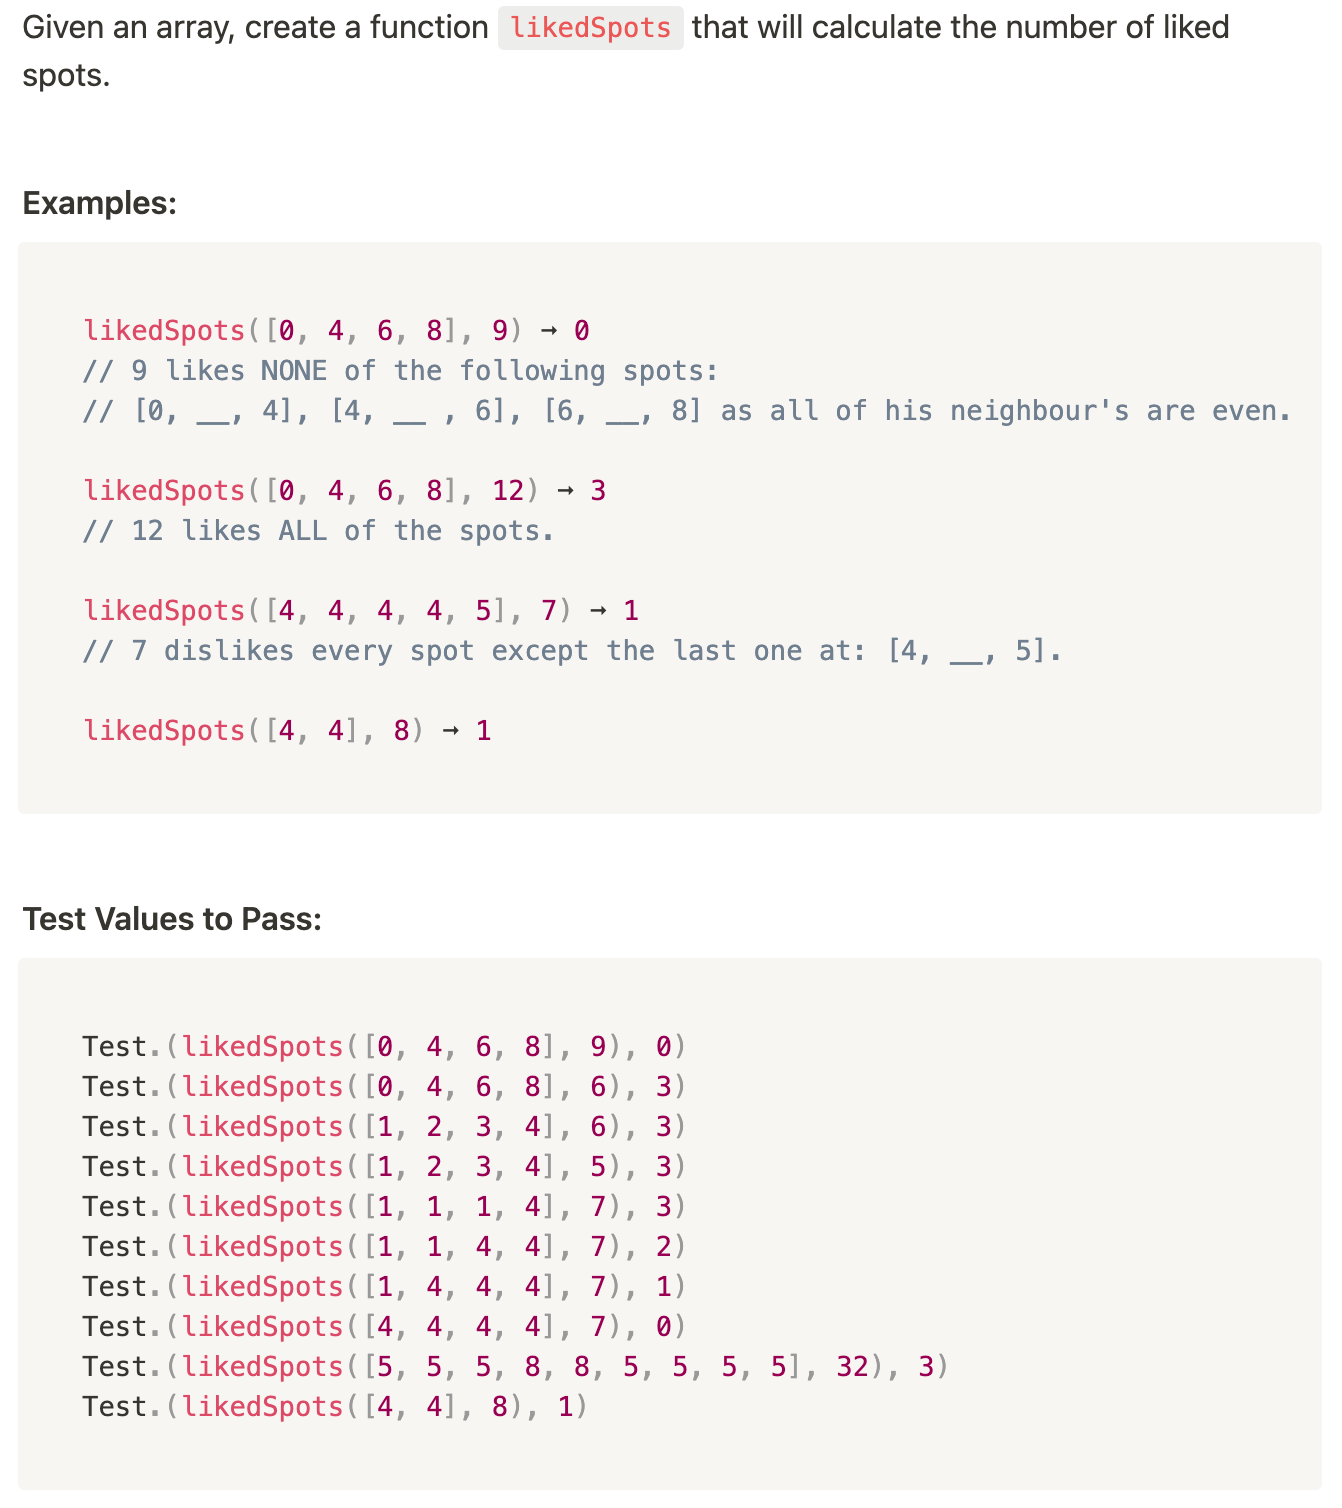 Given an array, create a function likedSpots that will calculate the number of liked
spots.
Examples:
likedSpots([0, 4, 6, 8], 9) → 0
// 9 likes NONE of the following spots:
// [0, __, 4], [4, __ , 6], [6, __, 8] as all of his neighbour's are even.
likedSpots([0, 4, 6, 8], 12) → 3
// 12 likes ALL of the spots.
likedSpots([4, 4, 4, 4, 5], 7) → 1
// 7 dislikes every spot except the last one at: [4, __, 5].
likedSpots([4, 4], 8) → 1
Test Values to Pass:
Test.(likedSpots([0, 4, 6, 8], 9), 0)
Test.(likedSpots([0, 4, 6, 8], 6), 3)
Test.(likedSpots([1, 2, 3, 4], 6), 3)
Test.(likedSpots([1, 2, 3, 4], 5), 3)
Test.(likedSpots([1, 1, 1, 4], 7), 3)
Test.(likedSpots([1, 1, 4, 4], 7), 2)
Test.(likedSpots([1, 4, 4, 4], 7), 1)
Test.(likedSpots([4, 4, 4, 4], 7), 0)
Test.(likedSpots([5, 5, 5, 8, 8, 5, 5, 5, 5], 32), 3)
Test.(likedSpots([4, 4], 8), 1)